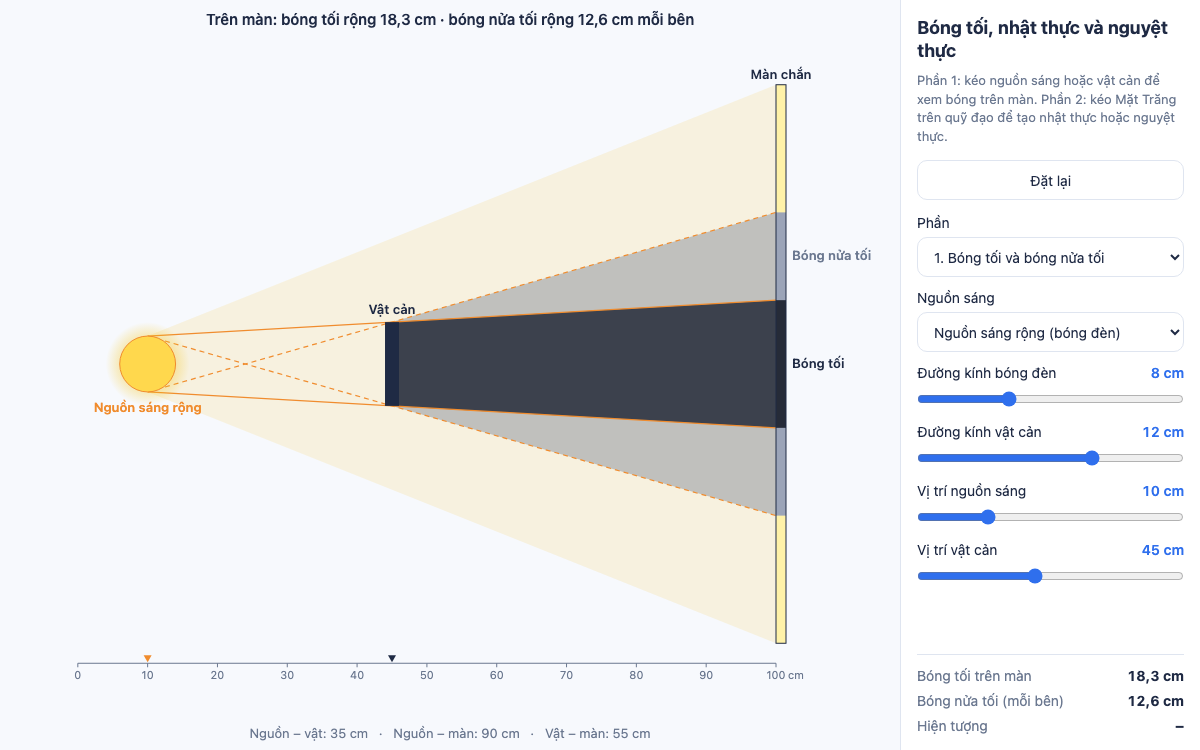 Trên màn: bóng tối rộng 18,3 cm · bóng nửa tối rộng 12,6 cm mỗi bên
Màn chắn
Bóng nửa tối
Vật cản
Bóng tối
Nguồn sáng rộng
0 10 20 30 40 50 60 70 80 90 100 cm
Nguồn – vật: 35 cm · Nguồn – màn: 90 cm · Vật – màn: 55 cm
Bóng tối, nhật thực và nguyệt
thực
Phần 1: kéo nguồn sáng hoặc vật cản để
xem bóng trên màn. Phần 2: kéo Mặt Trăng
trên quỹ đạo để tạo nhật thực hoặc nguyệt
thực.
Đặt lại
Phần
1. Bóng tối và bóng nửa tối
Nguồn sáng
Nguồn sáng rộng (bóng đèn)
Đường kính bóng đèn 8 cm
Đường kính vật cản 12 cm
Vị trí nguồn sáng 10 cm
Vị trí vật cản 45 cm
Bóng tối trên màn 18,3 cm
Bóng nửa tối (mỗi bên) 12,6 cm
Hiện tượng –